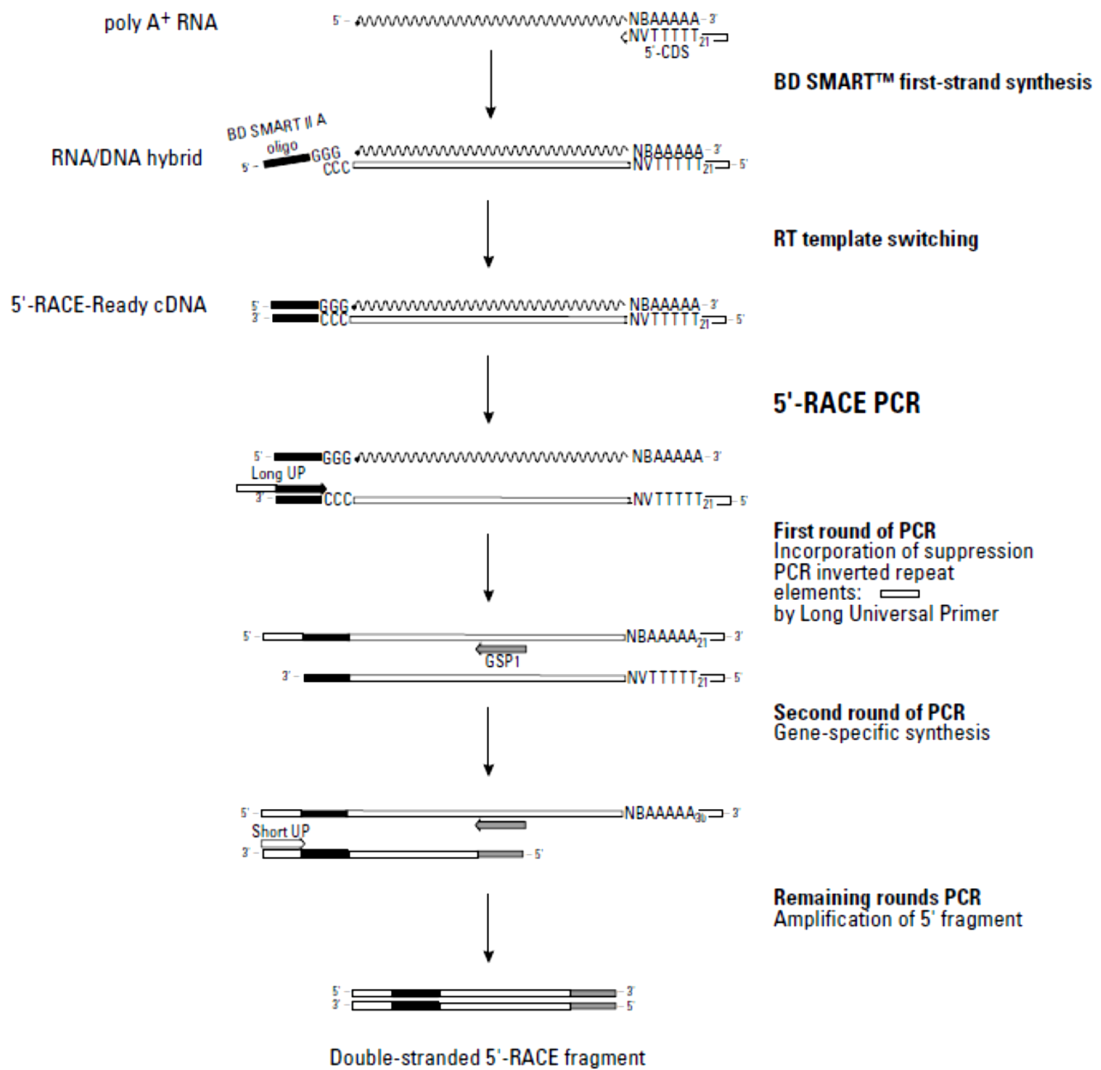 poly A+ RNA
5'
NBAAAAA-3'
NVTTTTT21
5'-CDS
BD SMART™ first-strand synthesis
BD SMART II A
oligo
RNA/DNA hybrid
5'
GGG
NBAAAAA-3'
CCC
NVTTTTT21
5'
RT template switching
5'-RACE-Ready cDNA
5'
GGG
NBAAAAA-3'
3'
CCC
NVTTTTT21
5'
5'-RACE PCR
5'
GGG
NBAAAAA-3'
Long UP
3'
CCC
NVTTTTT21
5'
First round of PCR
Incorporation of suppression
PCR inverted repeat
elements:
by Long Universal Primer
5'
NBAAAAA21
3'
GSP1
3'
NVTTTTT21
5'
Second round of PCR
Gene-specific synthesis
5'
NBAAAAA30
3'
Short UP
3'
5'
Remaining rounds PCR
Amplification of 5' fragment
5'
3'
3'
5'
Double-stranded 5'-RACE fragment